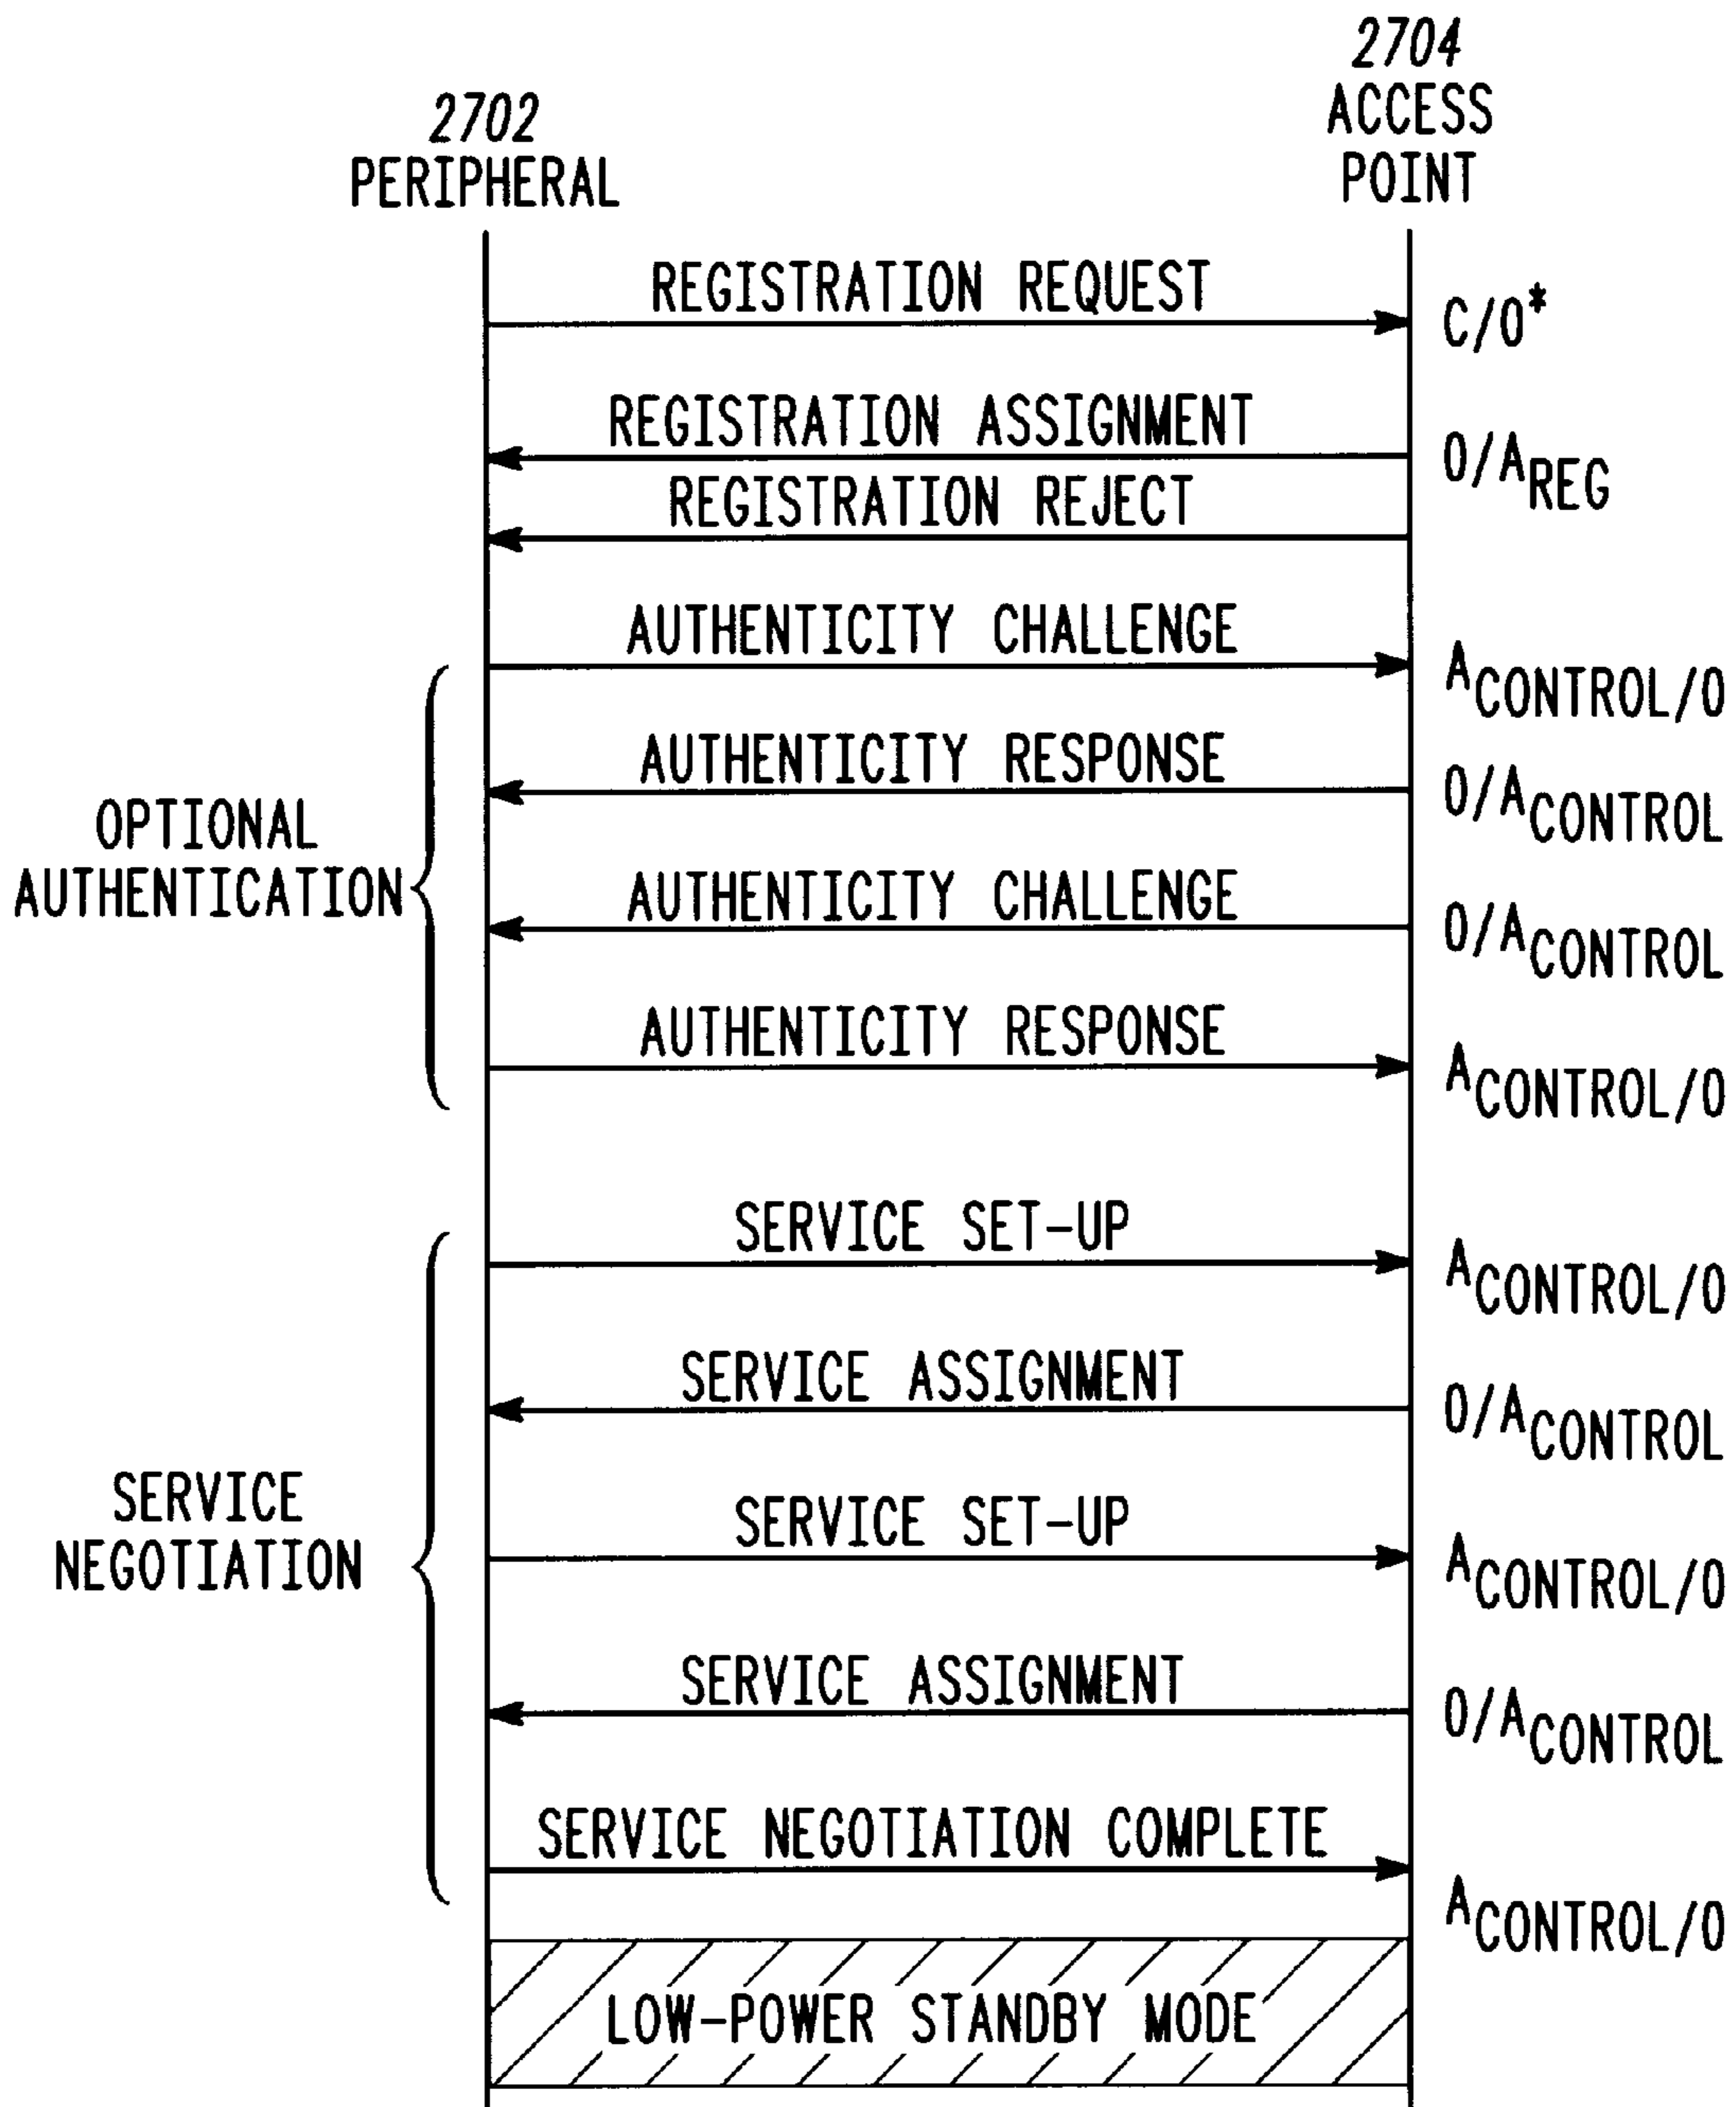 2702
PERIPHERAL
2704
ACCESS
POINT
REGISTRATION REQUEST
C/0*
REGISTRATION ASSIGNMENT
0/AREG
REGISTRATION REJECT
AUTHENTICITY CHALLENGE
ACONTROL/0
OPTIONAL
AUTHENTICATION
AUTHENTICITY RESPONSE
0/ACONTROL
AUTHENTICITY CHALLENGE
0/ACONTROL
AUTHENTICITY RESPONSE
ACONTROL/0
SERVICE SET-UP
ACONTROL/0
SERVICE ASSIGNMENT
0/ACONTROL
SERVICE
NEGOTIATION
SERVICE SET-UP
ACONTROL/0
SERVICE ASSIGNMENT
0/ACONTROL
SERVICE NEGOTIATION COMPLETE
ACONTROL/0
LOW-POWER STANDBY MODE